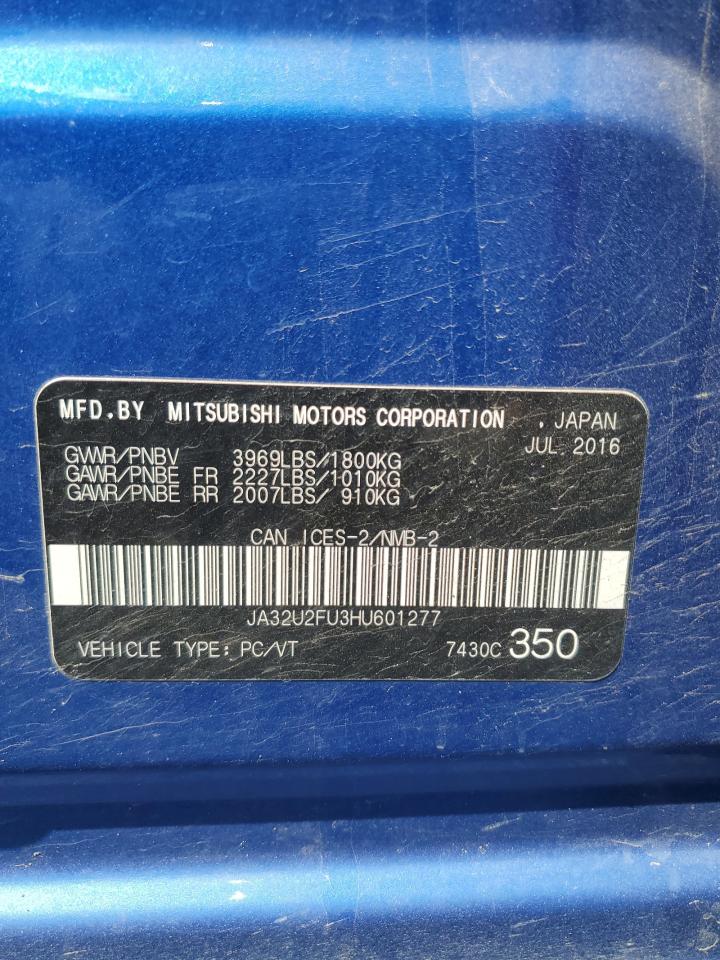 MFD.BY MITSUBISHI MOTORS CORPORATION , JAPAN
JUL 2016
GVWR/PNBV 3969LBS/1800KG
GAWR/PNBE FR 2227LBS/1010KG
GAWR/PNBE RR 2007LBS/ 910KG
CAN ICES-2/NMB-2
JA32U2FU3HU601277
VEHICLE TYPE: PC/VT 7430C 350